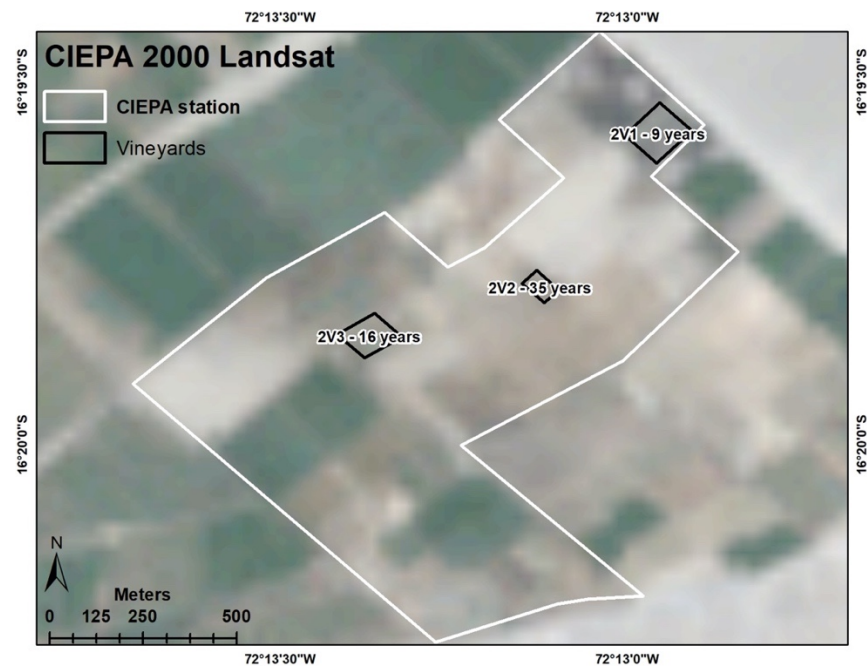 72°13'30"W 72°13'0"W
CIEPA 2000 Landsat
CIEPA station
Vineyards
16°19'30"S 16°19'30"S
2V1 - 9 years
2V2 - 35 years
2V3 - 16 years
16°20'0"S 16°20'0"S
N
Meters
0 125 250 500
72°13'30"W 72°13'0"W